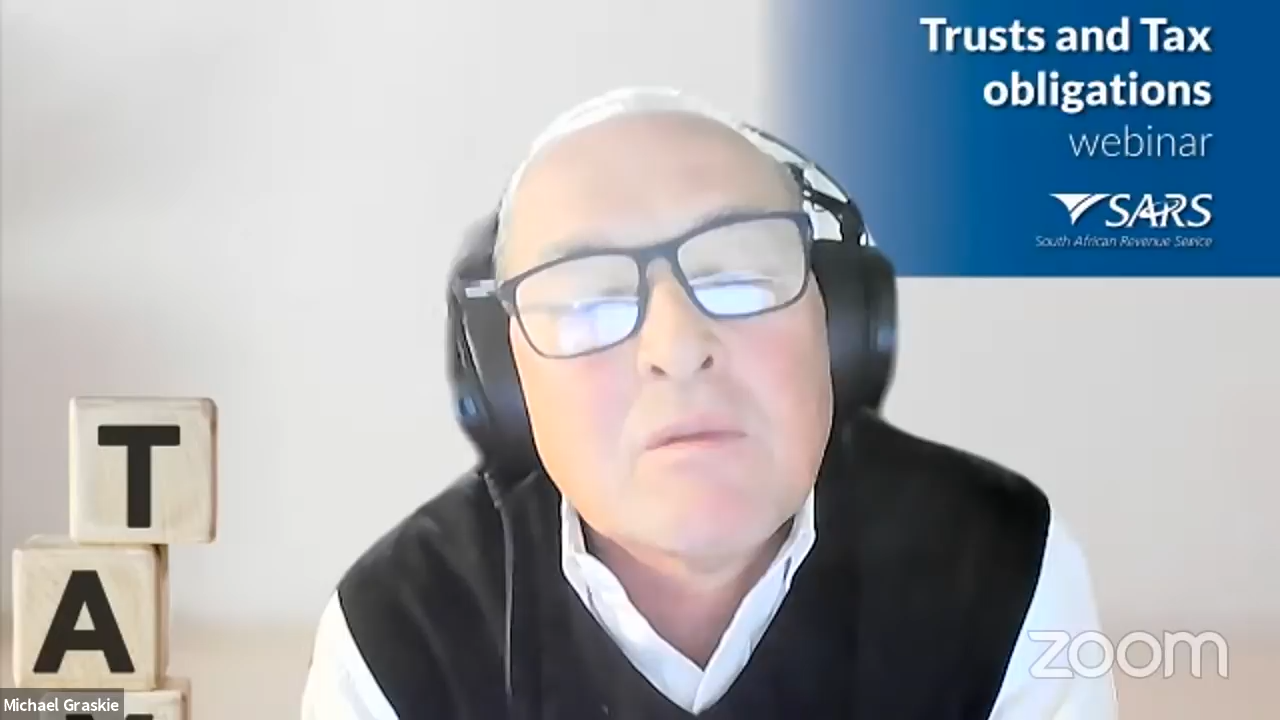 Trusts and Tax
obligations
webinar
SARS
South African Revenue Service
T
A
Michael Graskie
zoom